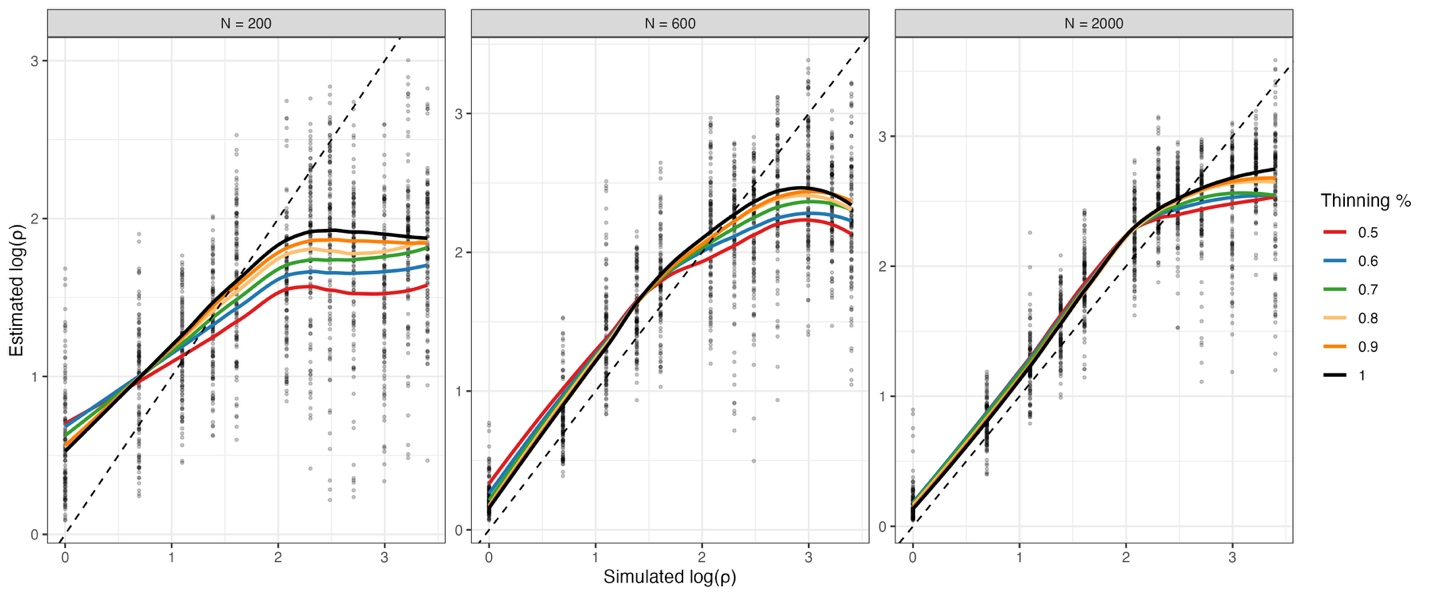 N = 200
N = 600
N = 2000
Estimated log(ρ)
3
2
1
0
3
2
1
0
3
2
1
0
0 1 2 3
0 1 2 3
0 1 2 3
Simulated log(ρ)
Thinning %
0.5
0.6
0.7
0.8
0.9
1